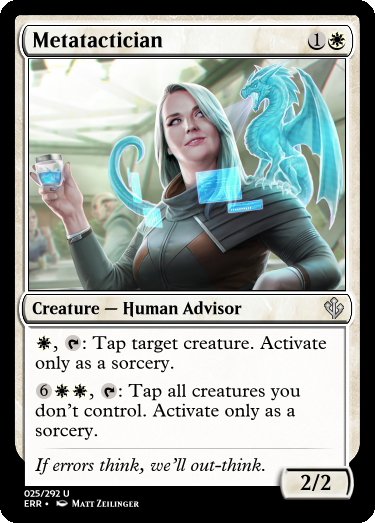 Metatactician 1
Creature — Human Advisor
, : Tap target creature. Activate
only as a sorcery.
6 , : Tap all creatures you
don't control. Activate only as a
sorcery.
If errors think, we'll out-think.
2/2
025/292 U
ERR • Matt Zeilinger